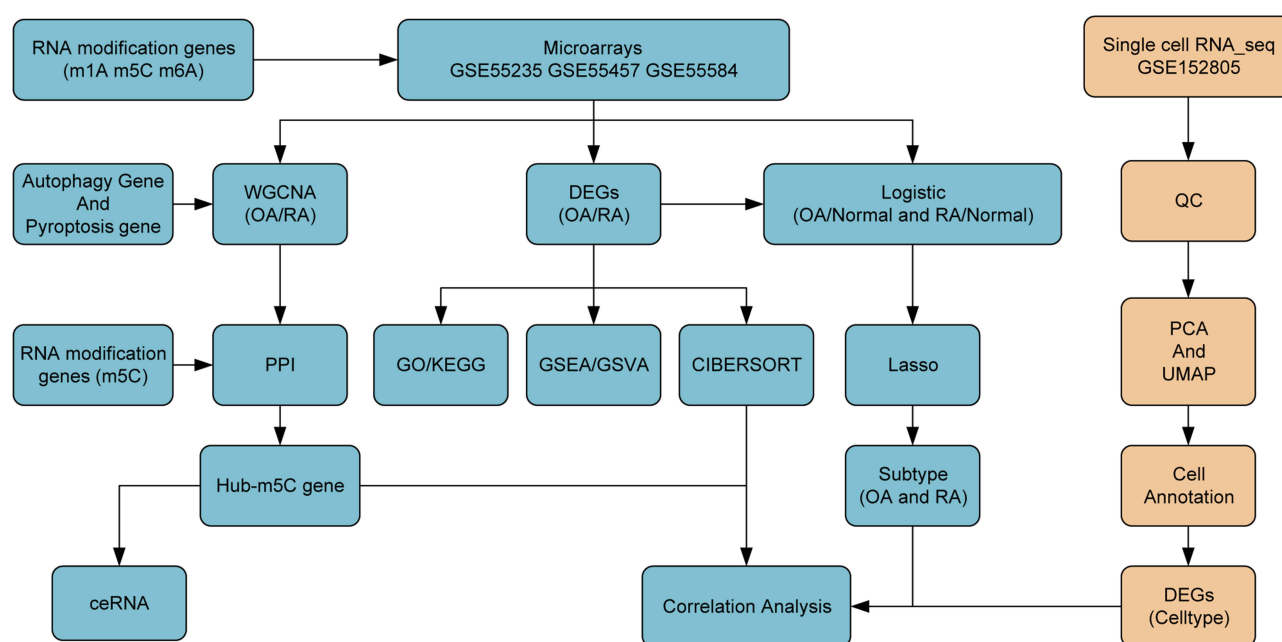 RNA modification genes
(m1A m5C m6A)
Microarrays
GSE55235 GSE55457 GSE55584
Single cell RNA_seq
GSE152805
Autophagy Gene
And
Pyroptosis gene
WGCNA
(OA/RA)
DEGs
(OA/RA)
Logistic
(OA/Normal and RA/Normal)
QC
RNA modification
genes (m5C)
PPI
GO/KEGG
GSEA/GSVA
CIBERSORT
Lasso
PCA
And
UMAP
Hub-m5C gene
Subtype
(OA and RA)
Cell
Annotation
ceRNA
Correlation Analysis
DEGs
(Celltype)